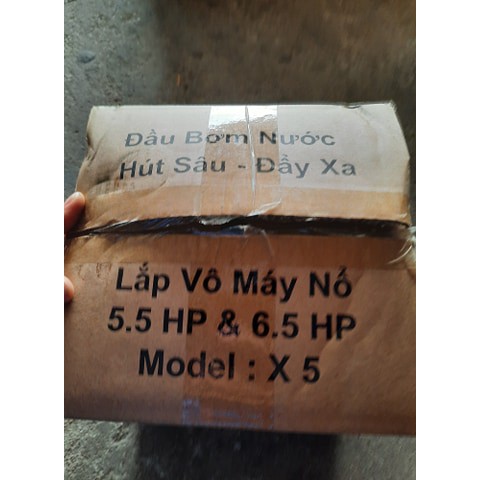 Đầu Bơm Nước
Hút Sâu - Đẩy Xa
Lắp Vô Máy Nổ
5.5 HP & 6.5 HP
Model : X 5